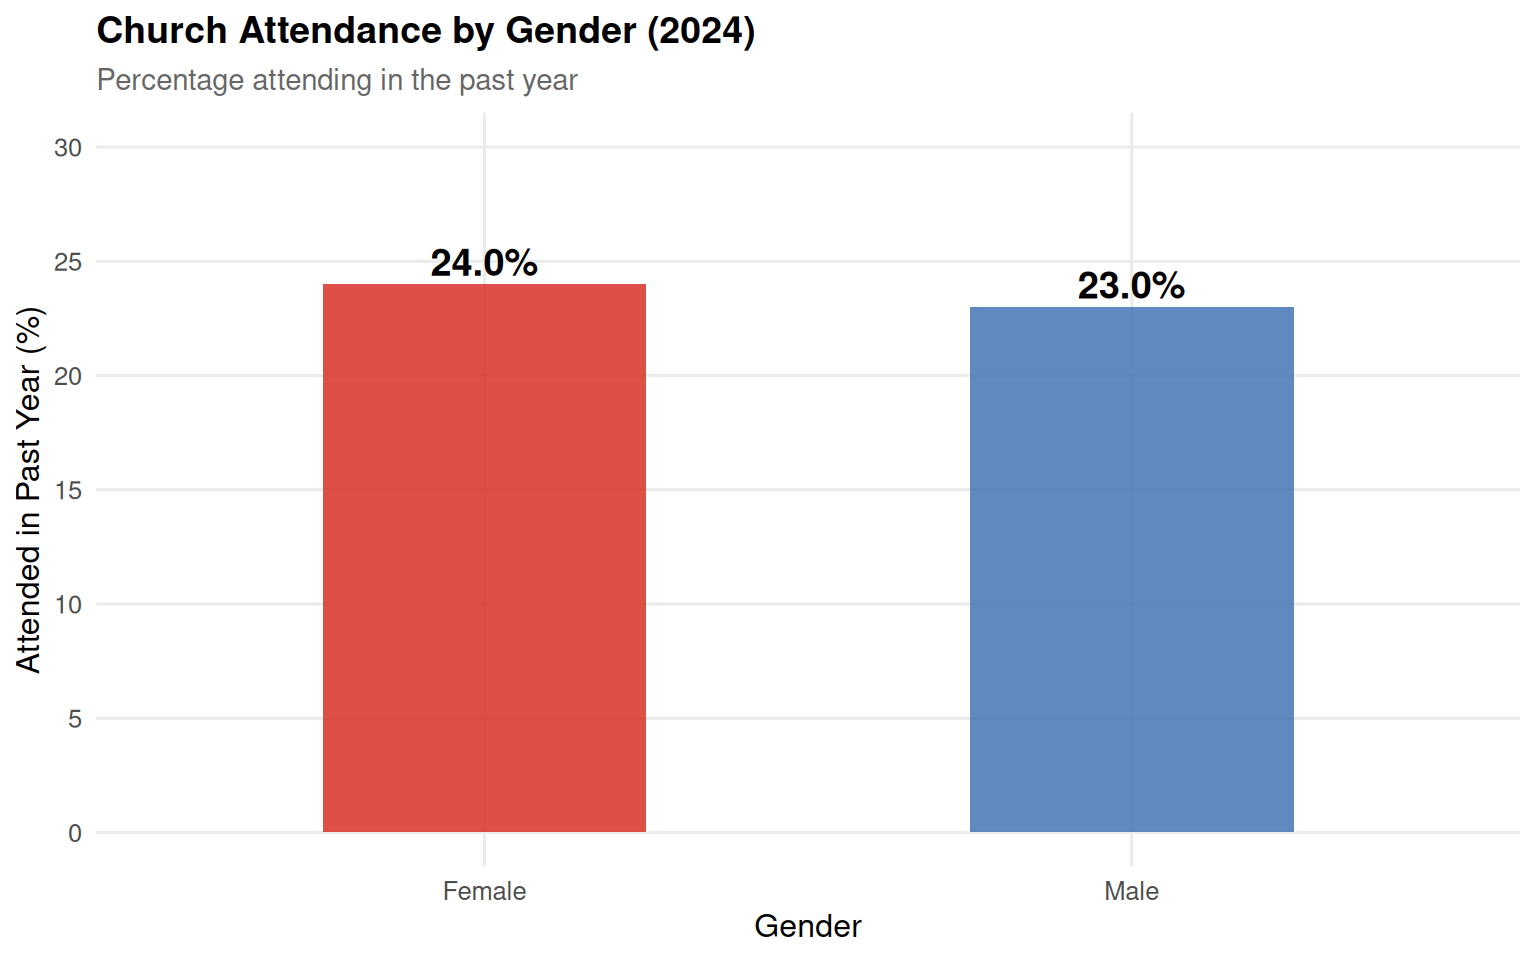 Church Attendance by Gender (2024)
Percentage attending in the past year
Attended in Past Year (%)
30
25
20
15
10
5
0
24.0%
23.0%
Female
Male
Gender